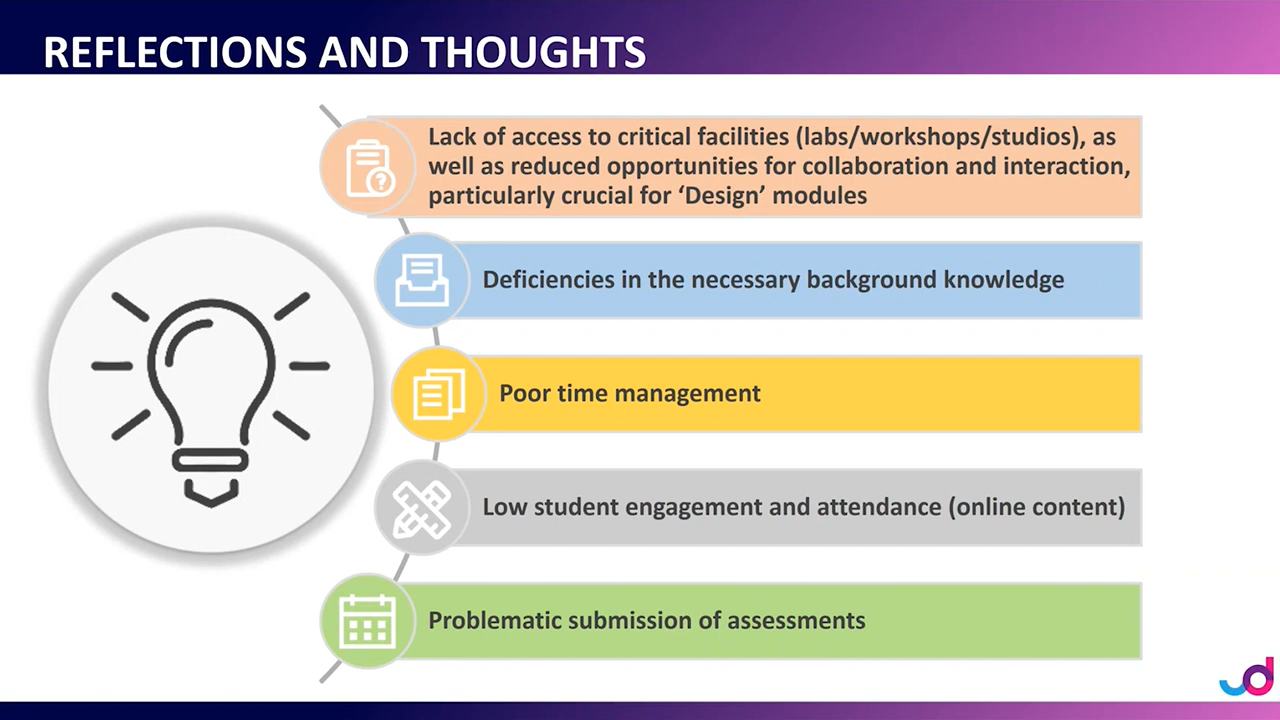 REFLECTIONS AND THOUGHTS
Lack of access to critical facilities (labs/workshops/studios), as
well as reduced opportunities for collaboration and interaction,
particularly crucial for ‘Design’ modules
Deficiencies in the necessary background knowledge
Poor time management
Low student engagement and attendance (online content)
Problematic submission of assessments